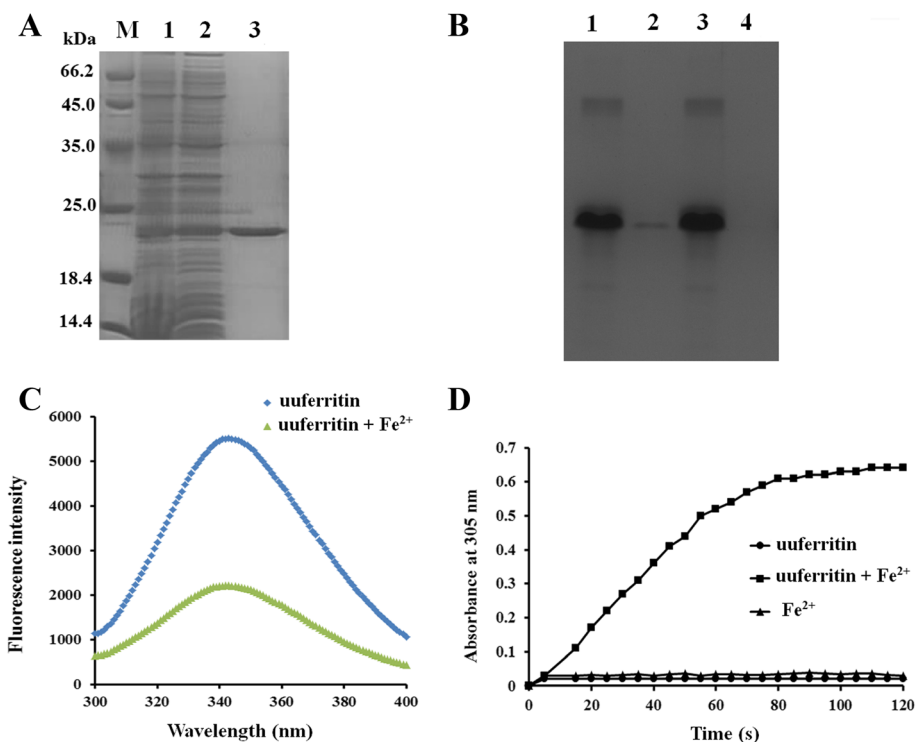 A
kDa M 1 2 3
66.2
45.0
35.0
25.0
18.4
14.4
B
1 2 3 4
C
uuferritin
uuferritin + Fe²⁺
Fluorescence intensity
6000
5000
4000
3000
2000
1000
0
300 320 340 360 380 400
Wavelength (nm)
D
Absorbance at 305 nm
0.7
0.6
0.5
0.4
0.3
0.2
0.1
0
uuferritin
uuferritin + Fe²⁺
Fe²⁺
0 20 40 60 80 100 120
Time (s)